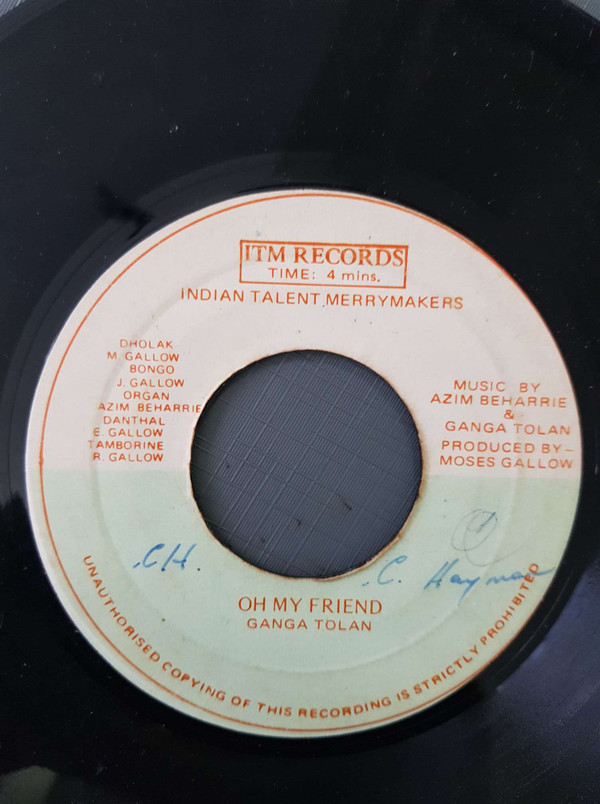 ITM RECORDS
TIME: 4 mins.
INDIAN TALENT MERRYMAKERS
DHOLAK
M. GALLOW
BONGO
J. GALLOW
ORGAN
AZIM BEHARRIE
DANTHAL
E. GALLOW
TAMBORINE
R. GALLOW
MUSIC BY
AZIM BEHARRIE
&
GANGA TOLAN
PRODUCED BY-
MOSES GALLOW
.CH.
.C.
OH MY FRIEND
GANGA TOLAN
UNAUTHORISED COPYING OF THIS RECORDING IS STRICTLY PROHIBITED